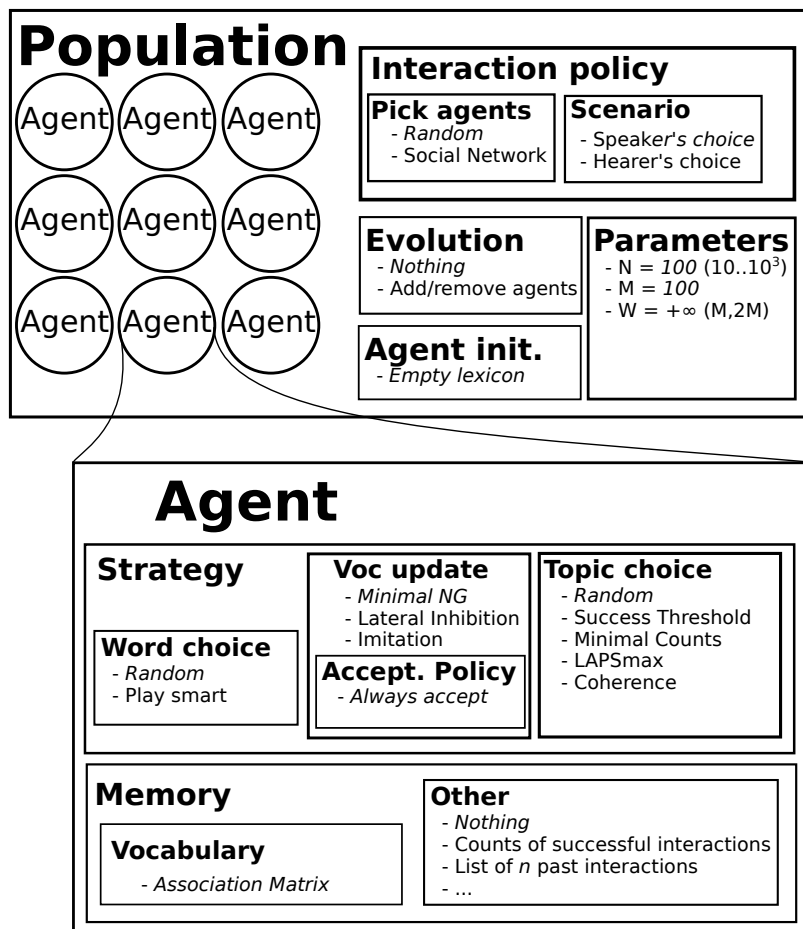 Population
Agent Agent Agent
Agent Agent Agent
Agent Agent Agent
Interaction policy
Pick agents
- Random
- Social Network
Scenario
- Speaker's choice
- Hearer's choice
Evolution
- Nothing
- Add/remove agents
Parameters
- N = 100 (10..10³)
- M = 100
- W = +∞ (M,2M)
Agent init.
- Empty lexicon
Agent
Strategy
Word choice
- Random
- Play smart
Voc update
- Minimal NG
- Lateral Inhibition
- Imitation
Accept. Policy
- Always accept
Topic choice
- Random
- Success Threshold
- Minimal Counts
- LAPSmax
- Coherence
Memory
Vocabulary
- Association Matrix
Other
- Nothing
- Counts of successful interactions
- List of n past interactions
- ...